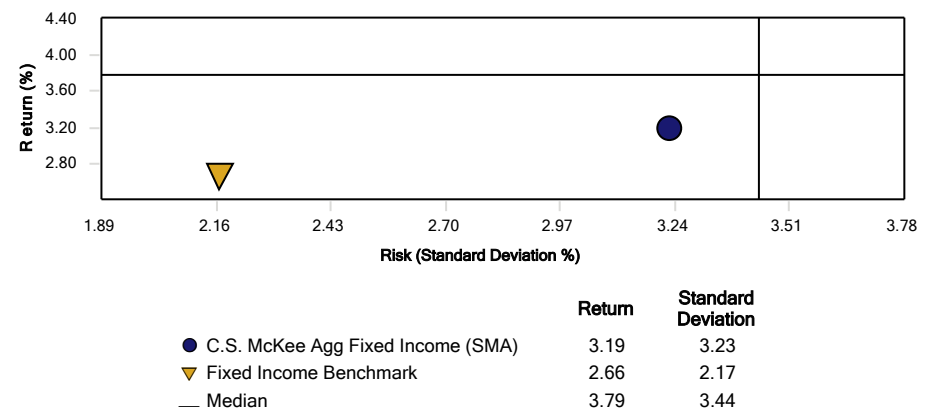 4.40
4.00
3.60
3.20
2.80
Return (%)
1.89 2.16 2.43 2.70 2.97 3.24 3.51 3.78
Risk (Standard Deviation %)
Return Standard Deviation
C.S. McKee Agg Fixed Income (SMA) 3.19 3.23
Fixed Income Benchmark 2.66 2.17
Median 3.79 3.44